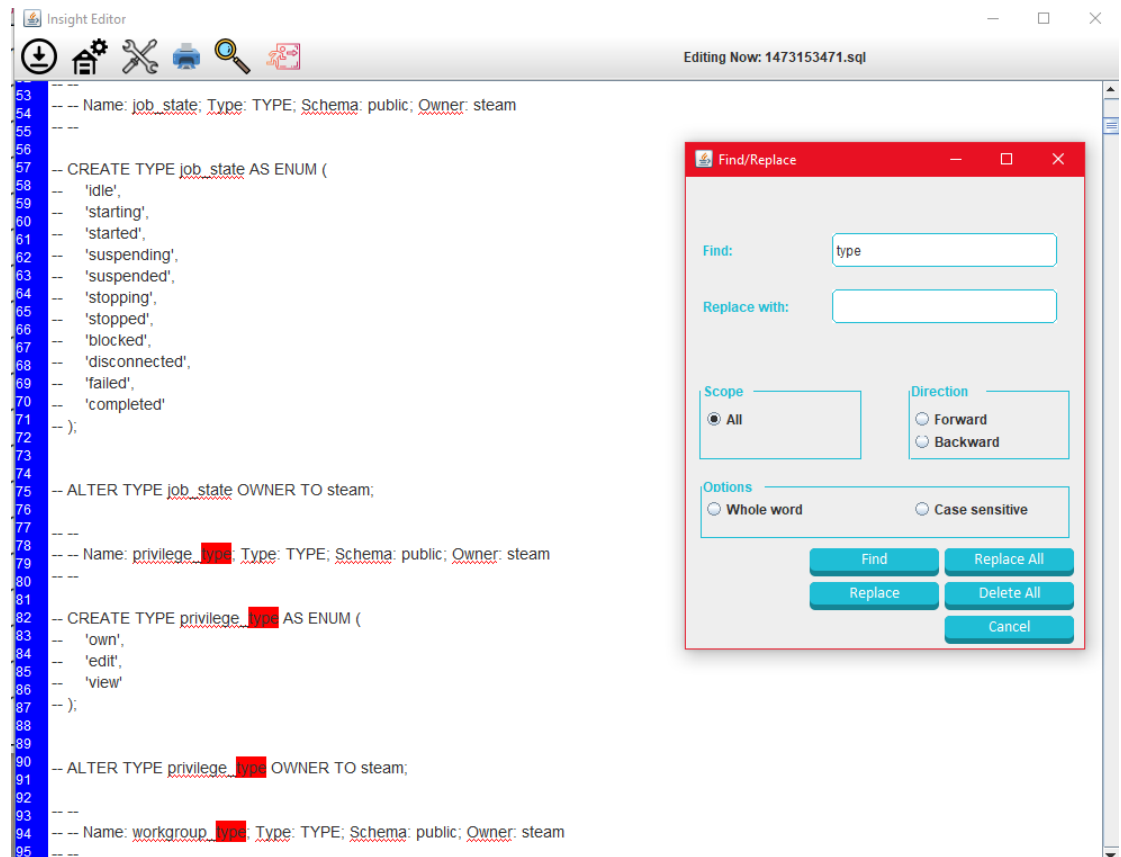 Insight Editor
Editing Now: 1473153471.sql
53
54
55
56
57
58
59
60
61
62
63
64
65
66
67
68
69
70
71
72
73
74
75
76
77
78
79
80
81
82
83
84
85
86
87
88
89
90
91
92
93
94
95
-- --
-- -- Name: job_state; Type: TYPE; Schema: public; Owner: steam
-- --
-- CREATE TYPE job_state AS ENUM (
-- 'idle',
-- 'starting',
-- 'started',
-- 'suspending',
-- 'suspended',
-- 'stopping',
-- 'stopped',
-- 'blocked',
-- 'disconnected',
-- 'failed',
-- 'completed'
-- );
-- ALTER TYPE job_state OWNER TO steam;
-- --
-- -- Name: privilege_type; Type: TYPE; Schema: public; Owner: steam
-- --
-- CREATE TYPE privilege_type AS ENUM (
-- 'own',
-- 'edit',
-- 'view'
-- );
-- ALTER TYPE privilege_type OWNER TO steam;
-- --
-- -- Name: workgroup_type; Type: TYPE; Schema: public; Owner: steam
-- --
Find/Replace
Find: type
Replace with:
Scope
All
Direction
Forward
Backward
Options
Whole word
Case sensitive
Find
Replace All
Replace
Delete All
Cancel